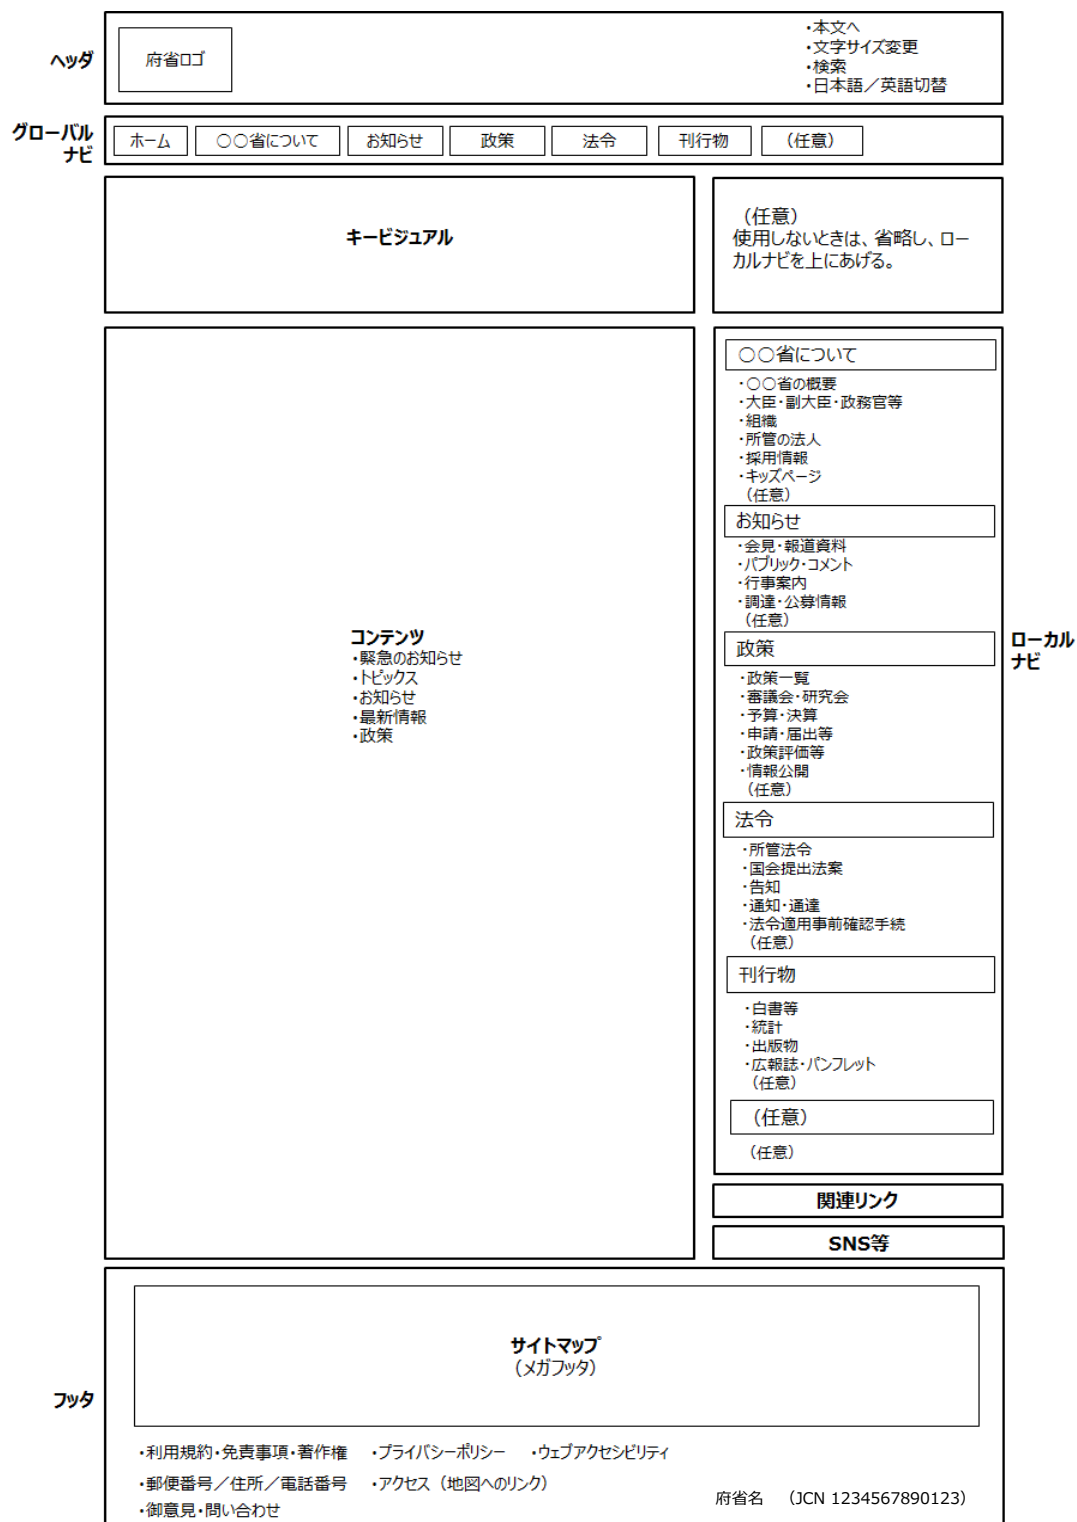 ヘッダ
府省ロゴ
・本文へ
・文字サイズ変更
・検索
・日本語／英語切替
グローバル
ナビ
ホーム
〇〇省について
お知らせ
政策
法令
刊行物
（任意）
キービジュアル
（任意）
使用しないときは、省略し、ロー
カルナビを上にあげる。
コンテンツ
・緊急のお知らせ
・トピックス
・お知らせ
・最新情報
・政策
ローカル
ナビ
〇〇省について
・〇〇省の概要
・大臣・副大臣・政務官等
・組織
・所管の法人
・採用情報
・キッズページ
（任意）
お知らせ
・会見・報道資料
・パブリック・コメント
・行事案内
・調達・公募情報
（任意）
政策
・政策一覧
・審議会・研究会
・予算・決算
・申請・届出等
・政策評価等
・情報公開
（任意）
法令
・所管法令
・国会提出法案
・告知
・通知・通達
・法令適用事前確認手続
（任意）
刊行物
・白書等
・統計
・出版物
・広報誌・パンフレット
（任意）
（任意）
（任意）
関連リンク
SNS等
フッタ
サイトマップ
（メガフッタ）
・利用規約・免責事項・著作権 ・プライバシーポリシー ・ウェブアクセシビリティ
・郵便番号／住所／電話番号 ・アクセス（地図へのリンク）
・御意見・問い合わせ
府省名 （JCN 1234567890123）